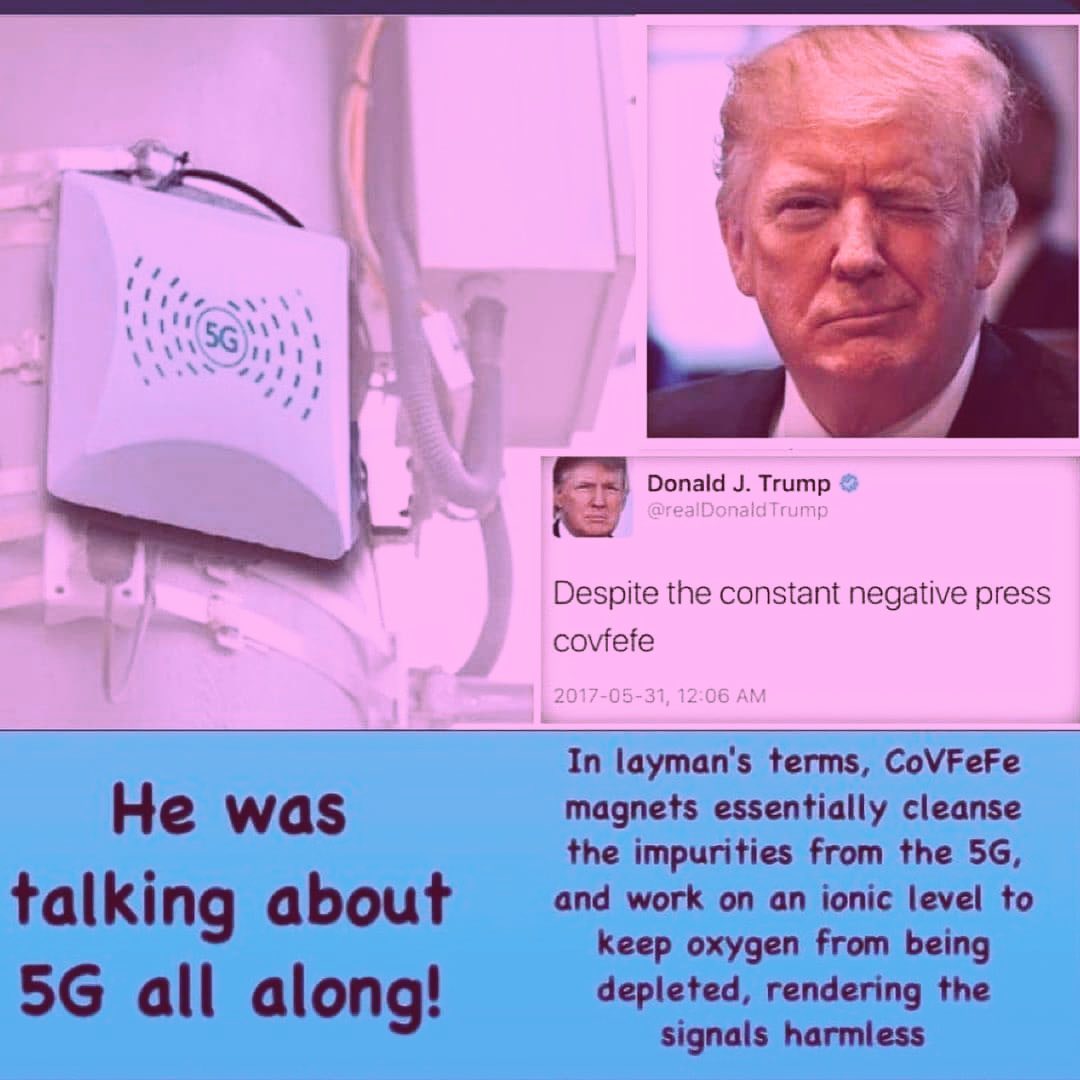 5G
Donald J. Trump
@realDonaldTrump
Despite the constant negative press
covfefe
2017-05-31, 12:06 AM
He was
talking about
5G all along!
In layman's terms, CoVFeFe
magnets essentially cleanse
the impurities from the 5G,
and work on an ionic level to
keep oxygen from being
depleted, rendering the
signals harmless